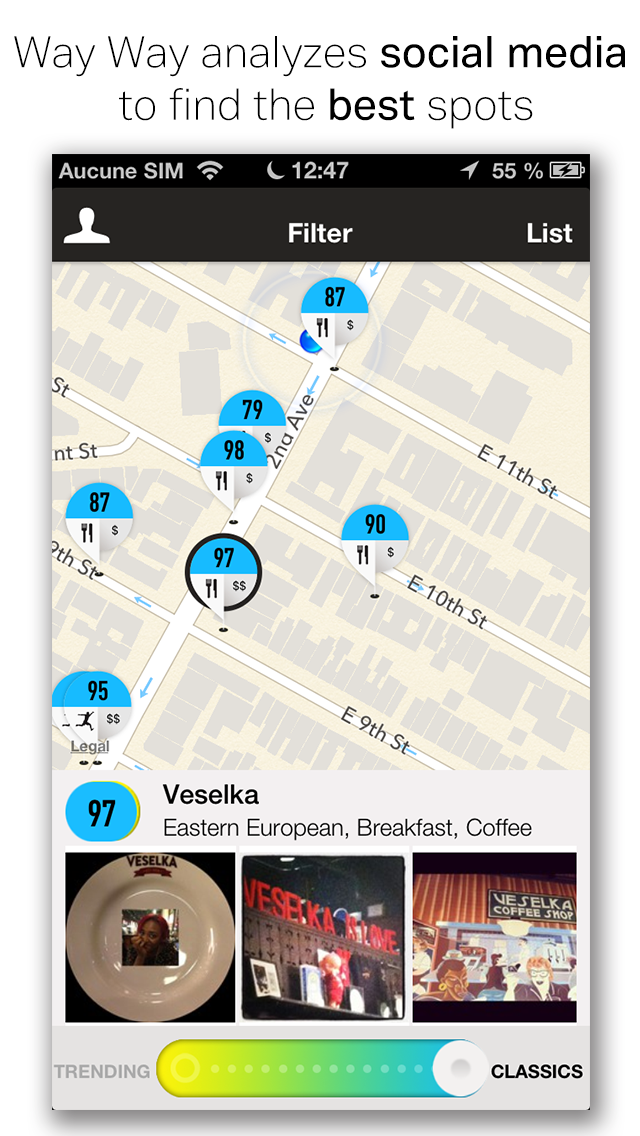 Way Way analyzes social media
to find the best spots
Aucune SIM 12:47 55 %
Filter List
87
$
79
$
2nd Ave
98
$
St
nt St
E 11th St
87
$
90
$
9th St
97
$$
E 10th St
95
$$
Legal
E 9th St
97
Veselka
Eastern European, Breakfast, Coffee
VESELKA
VESELKA IS LOVE
VESELKA
COFFEE SHOP
TRENDING CLASSICS